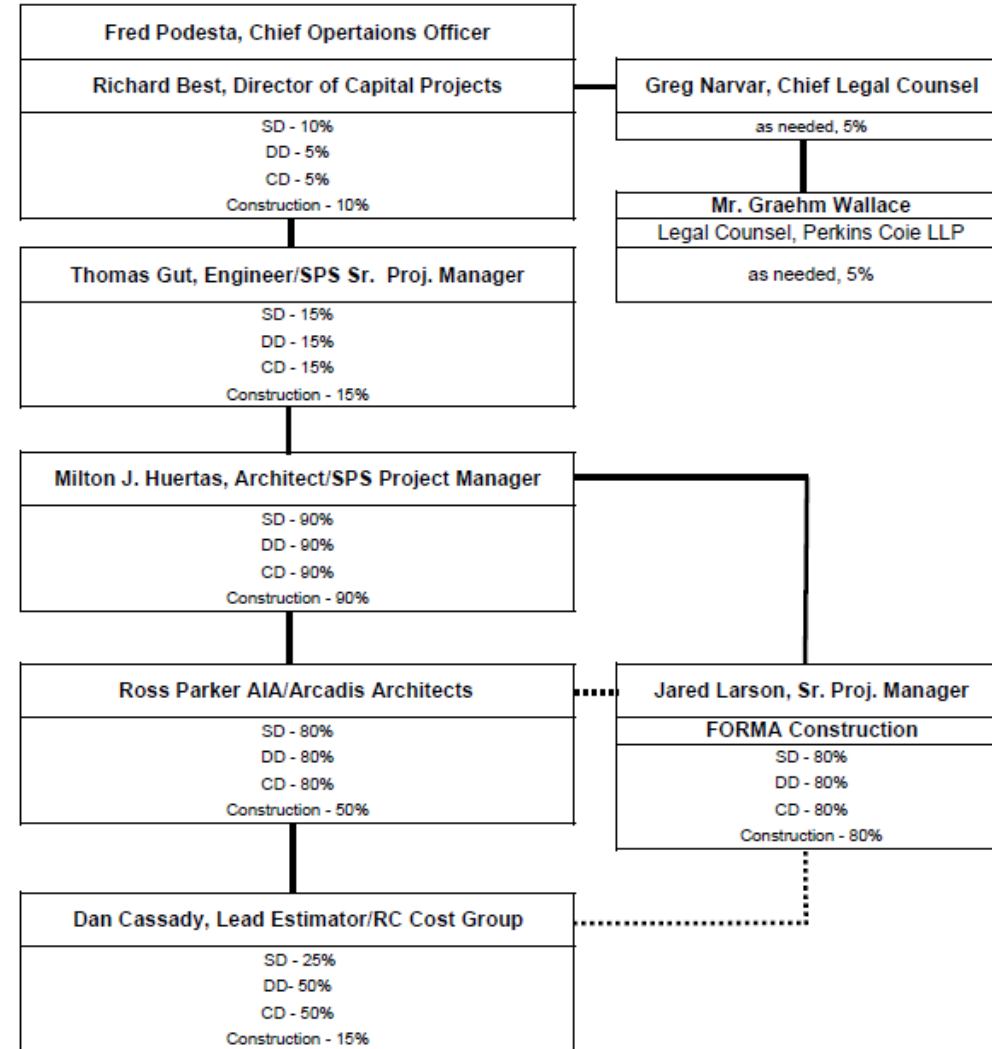 Fred Podesta, Chief Opertaions Officer
Richard Best, Director of Capital Projects
SD - 10%
DD - 5%
CD - 5%
Construction - 10%
Greg Narvar, Chief Legal Counsel
as needed, 5%
Mr. Graehm Wallace
Legal Counsel, Perkins Coie LLP
as needed, 5%
Thomas Gut, Engineer/SPS Sr. Proj. Manager
SD - 15%
DD - 15%
CD - 15%
Construction - 15%
Milton J. Huertas, Architect/SPS Project Manager
SD - 90%
DD - 90%
CD - 90%
Construction - 90%
Ross Parker AIA/Arcadis Architects
SD - 80%
DD - 80%
CD - 80%
Construction - 50%
Jared Larson, Sr. Proj. Manager
FORMA Construction
SD - 80%
DD - 80%
CD - 80%
Construction - 80%
Dan Cassady, Lead Estimator/RC Cost Group
SD - 25%
DD- 50%
CD - 50%
Construction - 15%